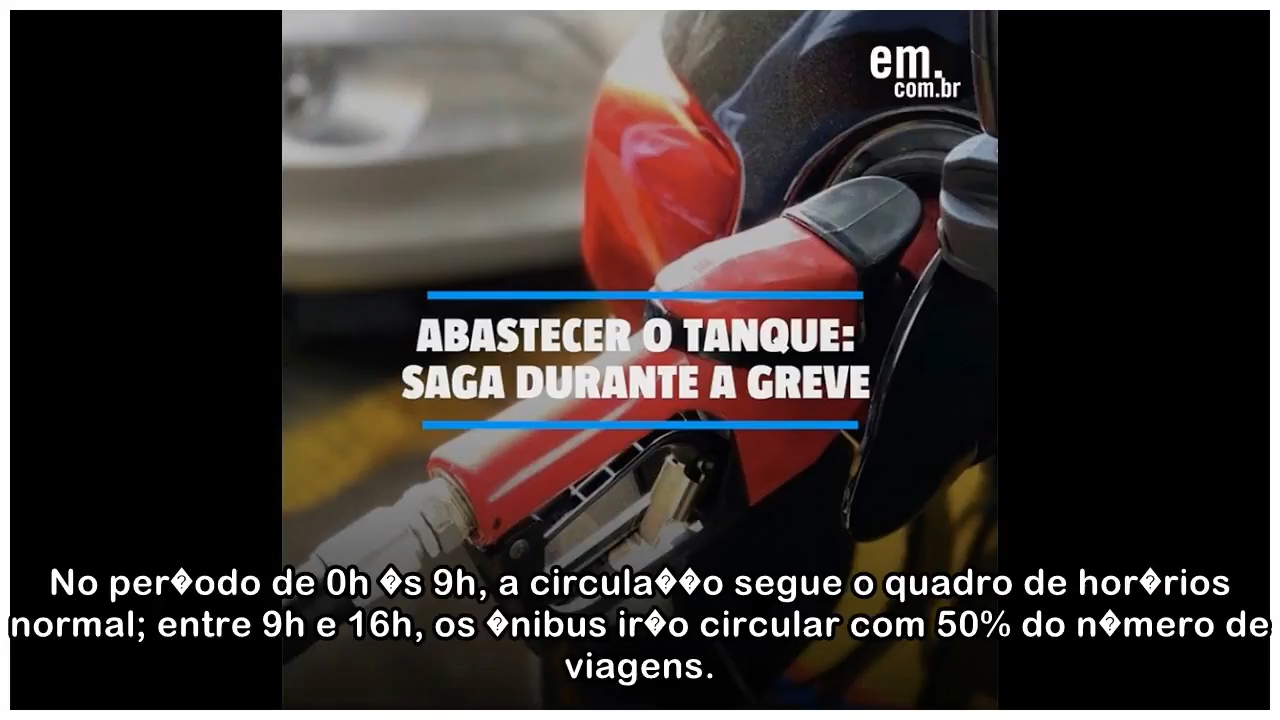 em.
com.br
ABASTECER O TANQUE:
SAGA DURANTE A GREVE
No per�odo de 0h �s 9h, a circula��o segue o quadro de hor�rios
normal; entre 9h e 16h, os �nibus ir�o circular com 50% do n�mero de
viagens.